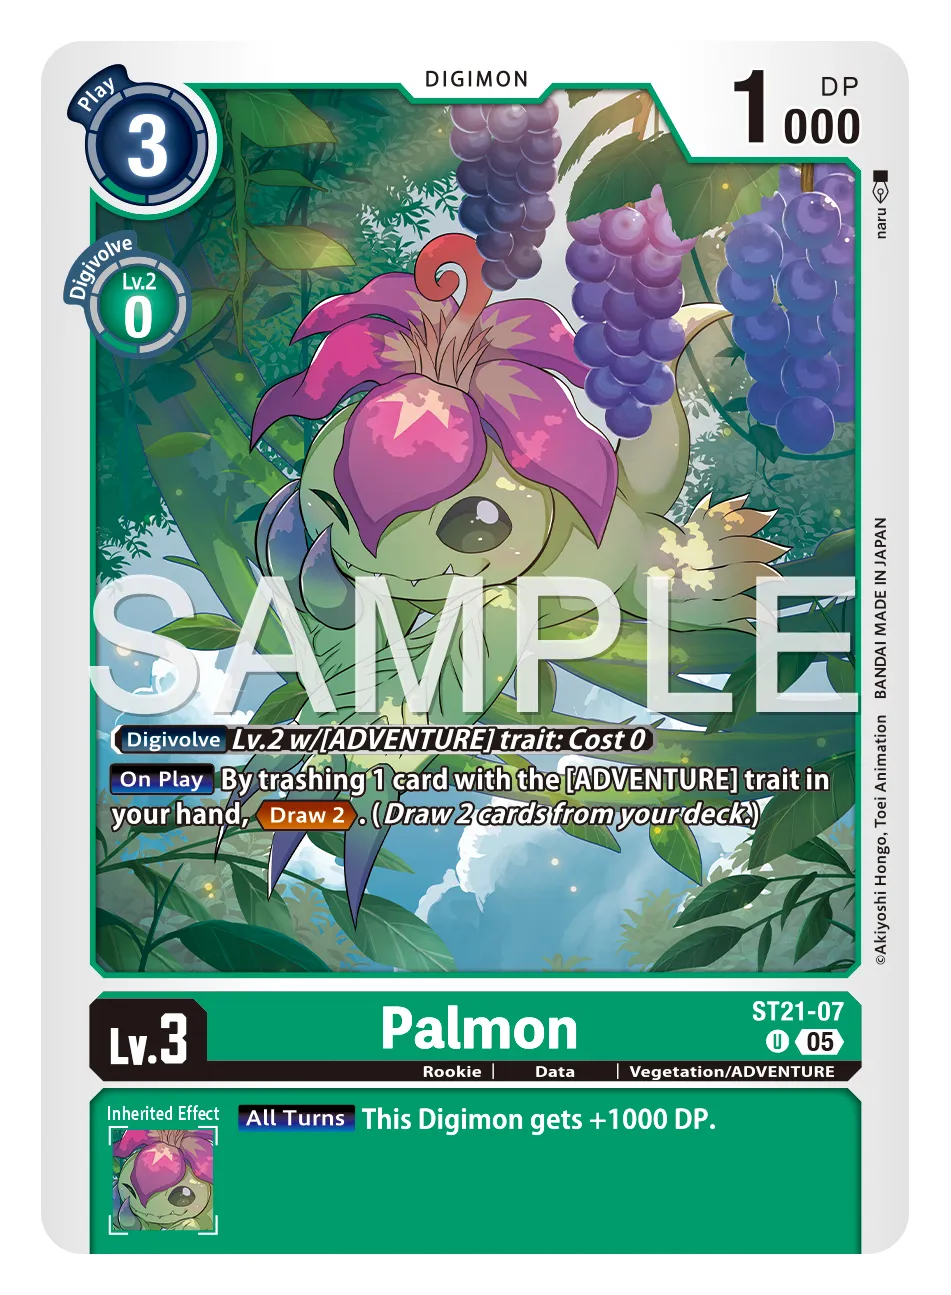 DIGIMON
Play
3
1000
DP
Digivolve
Lv.2
0
naru
SAMPLE
BANDAI MADE IN JAPAN
©Akiyoshi Hongo, Toei Animation
Digivolve Lv.2 w/[ADVENTURE] trait: Cost 0
On Play By trashing 1 card with the [ADVENTURE] trait in
your hand, Draw 2. (Draw 2 cards from your deck.)
Lv.3
Palmon
ST21-07
U 05
Rookie | Data | Vegetation/ADVENTURE
Inherited Effect
All Turns This Digimon gets +1000 DP.